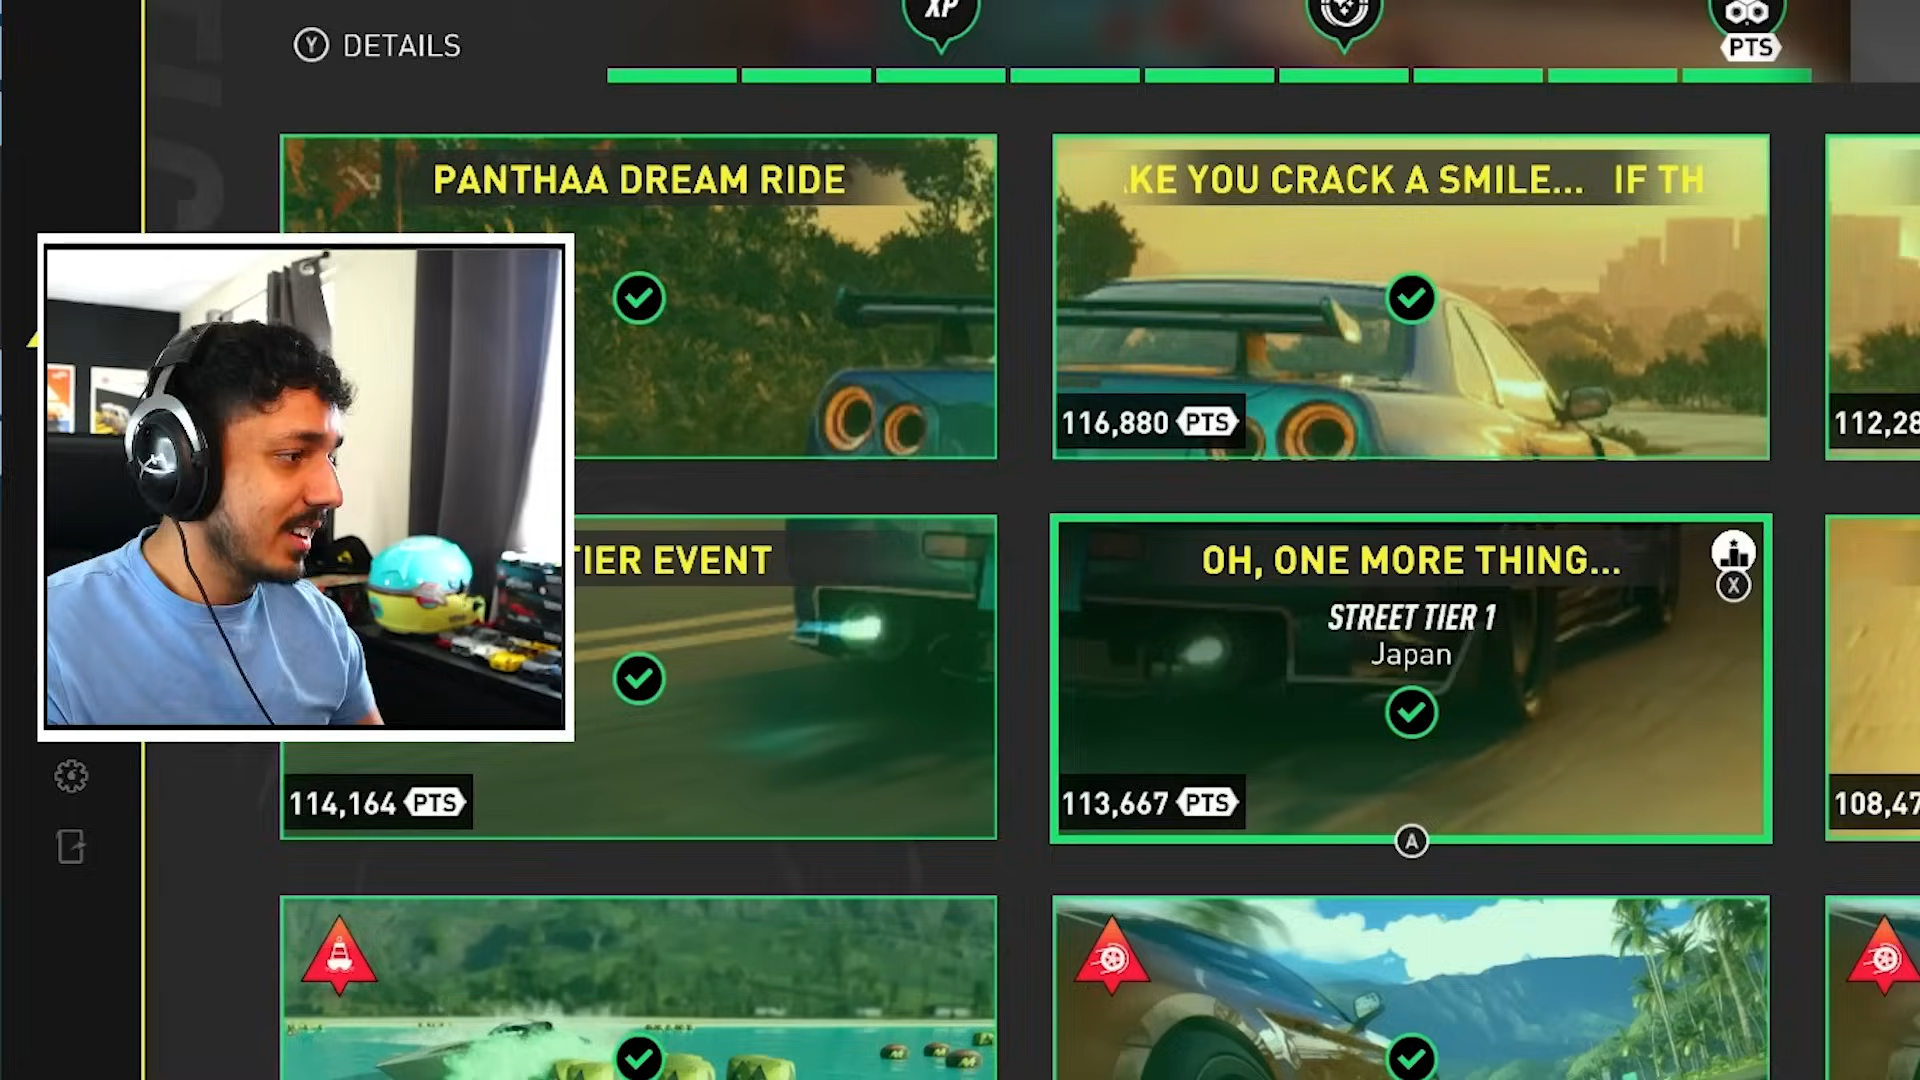 XP
Y DETAILS
PTS
PANTHAA DREAM RIDE
KE YOU CRACK A SMILE... IF TH
116,880 PTS
112,28
TIER EVENT
OH, ONE MORE THING...
X
STREET TIER 1
Japan
114,164 PTS
113,667 PTS
108,47
A